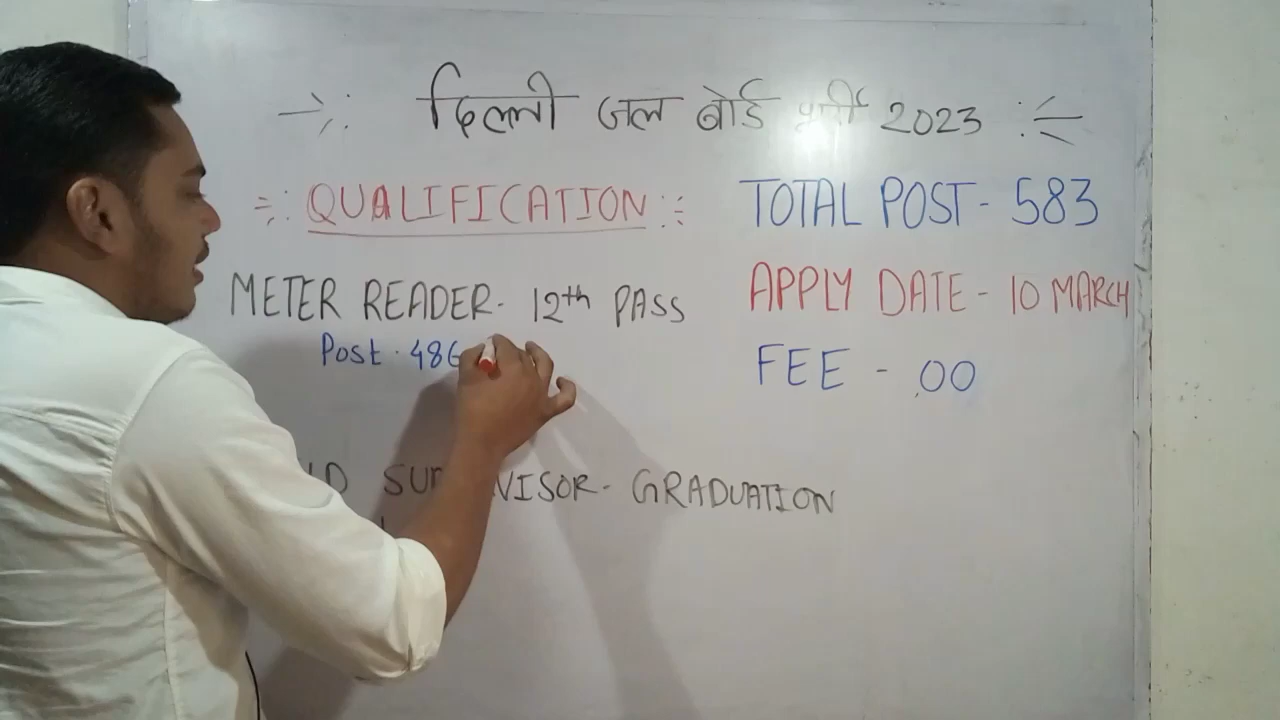 दिल्ली जल बोर्ड भर्ती 2023
QUALIFICATION
TOTAL POST - 583
METER READER - 12th PASS
APPLY DATE - 10 MARCH
Post - 486
FEE - 00
SUPERVISOR - GRADUATION